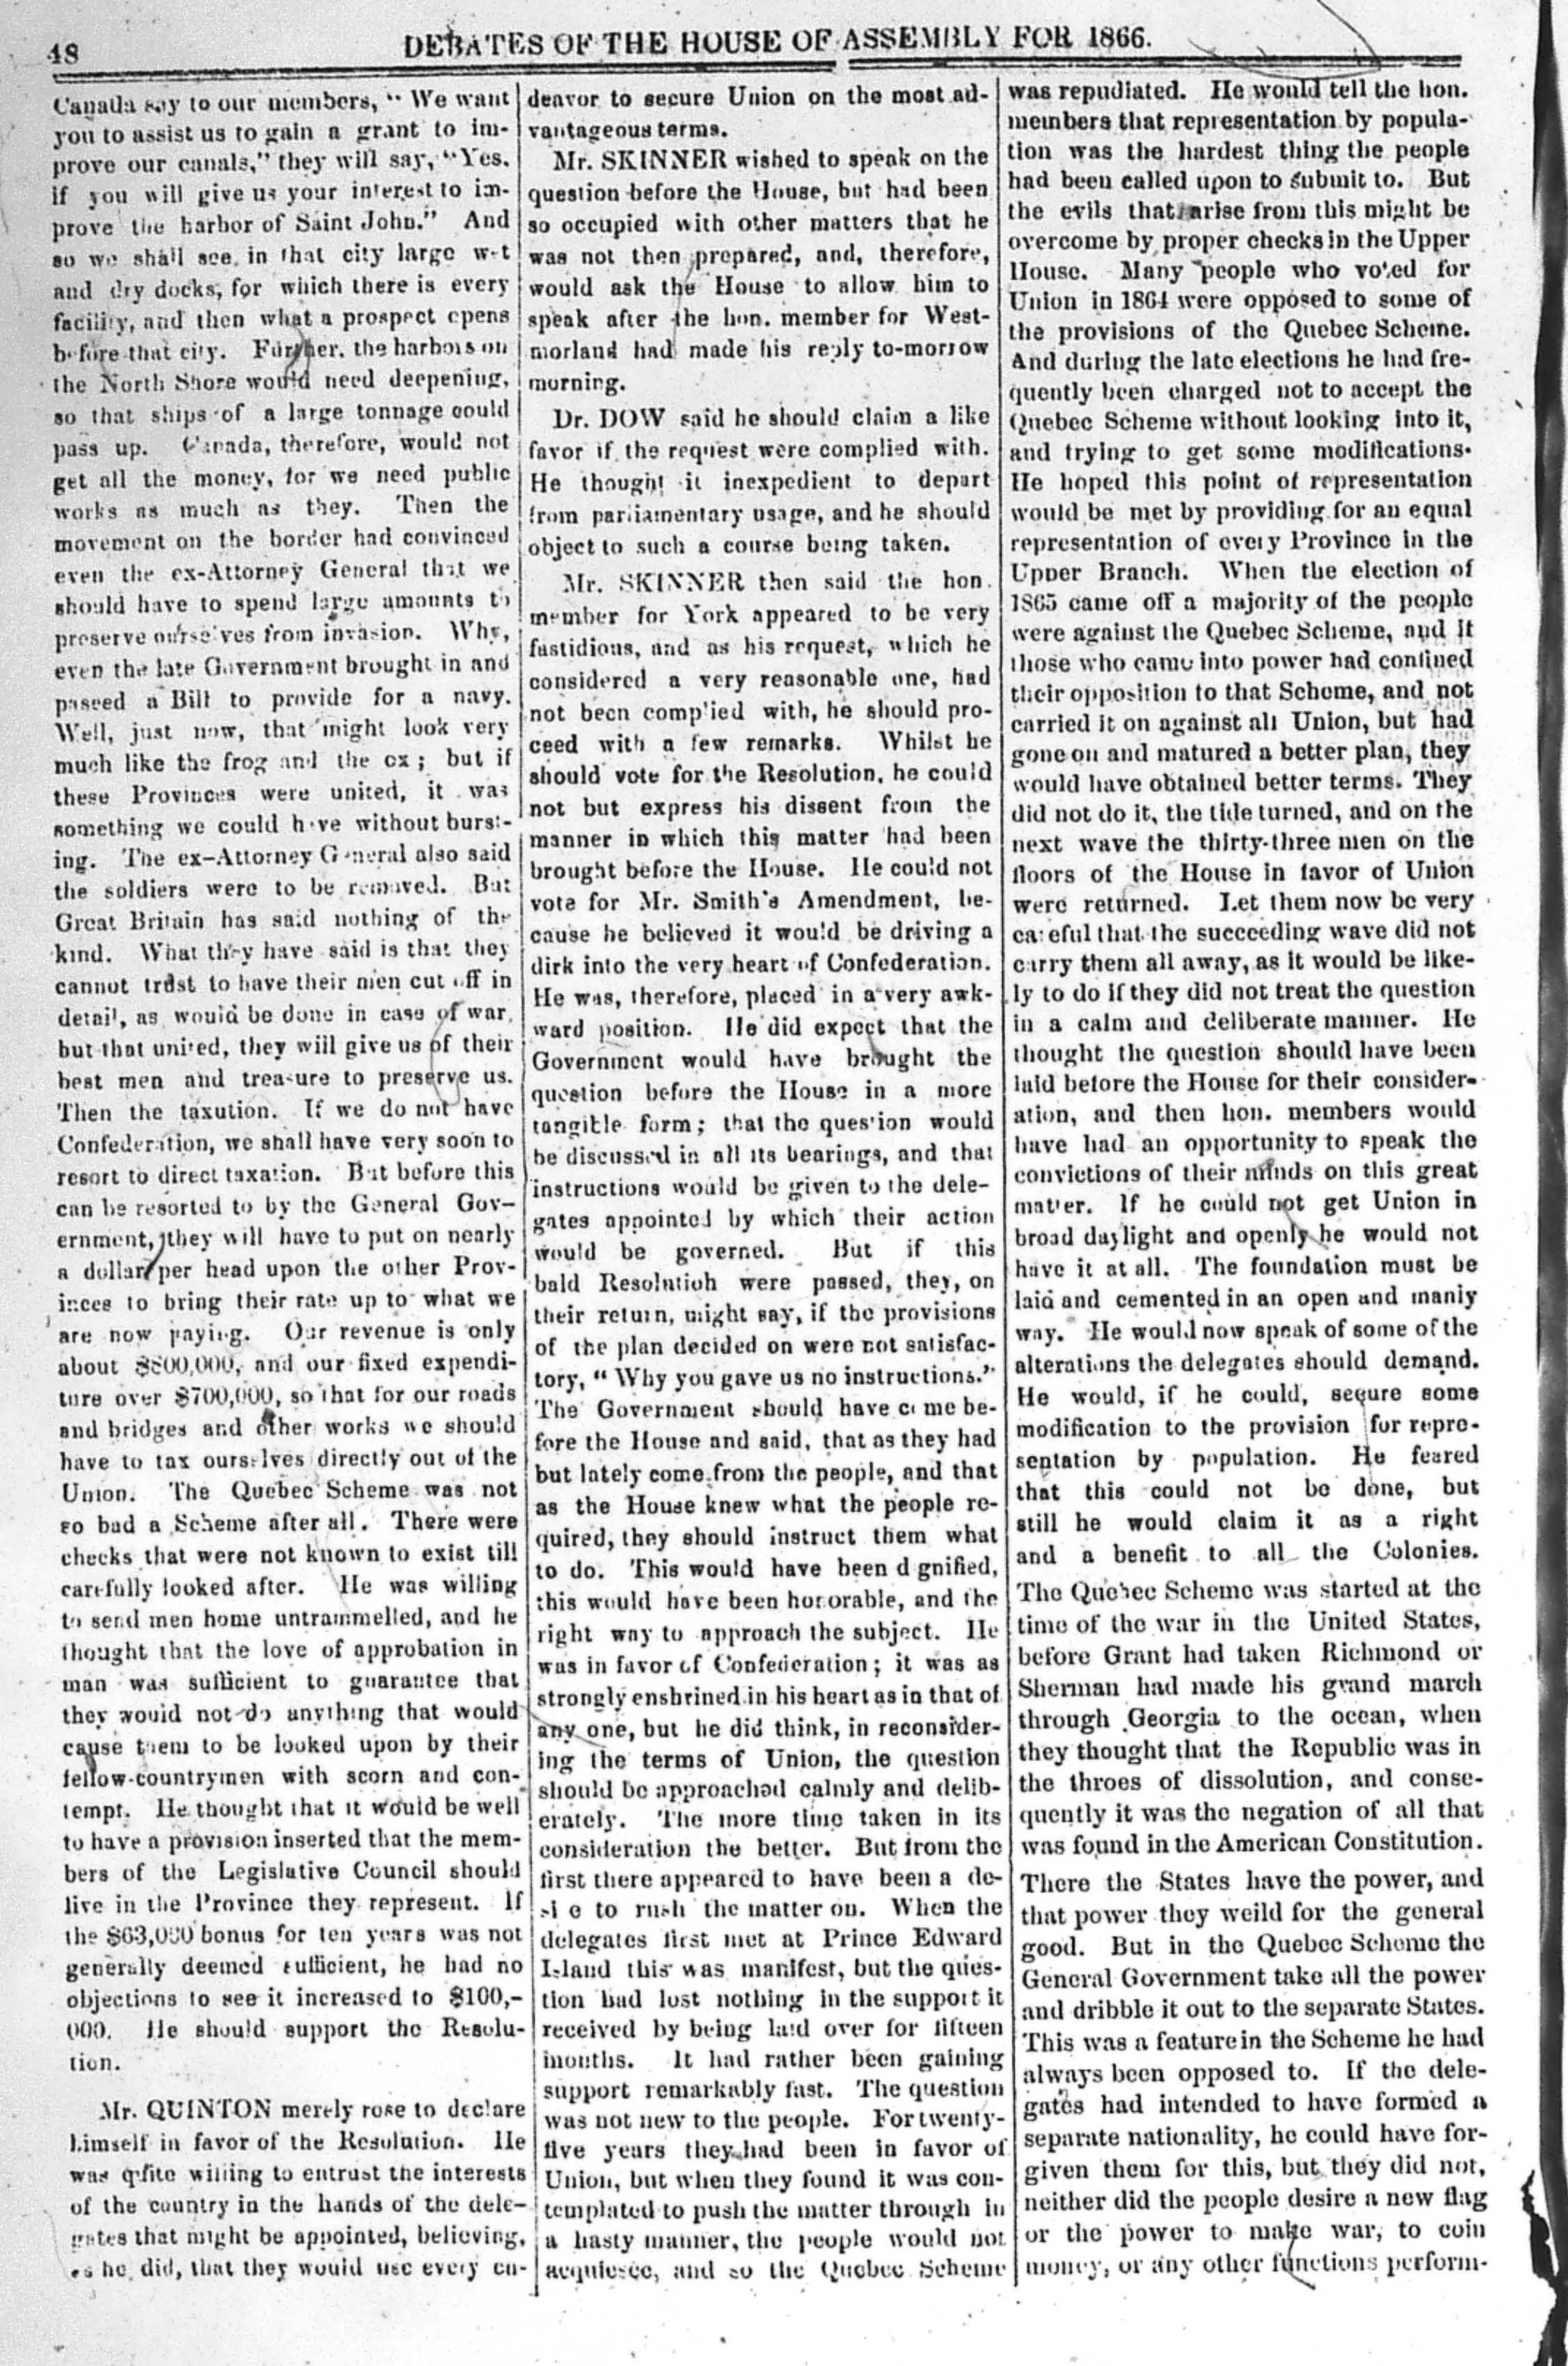 48
DEBATES OF THE HOUSE OF ASSEMBLY FOR 1866.
Canada say to our members, "We want
you to assist us to gain a grant to im-
prove our canals," they will say, "Yes,
if you will give us your interest to im-
prove the harbor of Saint John." And
so we shall see, in that city large wet
and dry docks, for which there is every
facility, and then what a prospect opens
before that city. Further, the harbors on
the North Shore would need deepening,
so that ships of a large tonnage could
pass up. Canada, therefore, would not
get all the money, for we need public
works as much as they. Then the
movement on the border had convinced
even the ex-Attorney General that we
should have to spend large amounts to
preserve ourselves from invasion. Why,
even the late Government brought in and
passed a Bill to provide for a navy.
Well, just now, that might look very
much like the frog and the ox; but if
these Provinces were united, it was
something we could have without burst-
ing. The ex-Attorney General also said
the soldiers were to be removed. But
Great Britain has said nothing of the
kind. What they have said is that they
cannot trust to have their men cut off in
detail, as would be done in case of war,
but that united, they will give us of their
best men and treasure to preserve us.
Then the taxution. If we do not have
Confederation, we shall have very soon to
resort to direct taxation. But before this
can be resorted to by the General Gov-
ernment, they will have to put on nearly
a dollar per head upon the other Prov-
inces to bring their rate up to what we
are now paying. Our revenue is only
about $800,000, and our fixed expendi-
ture over $700,000, so that for our roads
and bridges and other works we should
have to tax ourselves directly out of the
Union. The Quebec Scheme was not
so bad a Scheme after all. There were
checks that were not known to exist till
carefully looked after. He was willing
to send men home untrammelled, and he
thought that the love of approbation in
man was sufficient to guarantee that
they would not do anything that would
cause them to be looked upon by their
fellow-countrymen with scorn and con-
tempt. He thought that it would be well
to have a provision inserted that the mem-
bers of the Legislative Council should
live in the Province they represent. If
the $63,000 bonus for ten years was not
generally deemed sufficient, he had no
objections to see it increased to $100,-
000. He should support the Resolu-
tion.
Mr. QUINTON merely rose to declare
himself in favor of the Resolution. He
was quite willing to entrust the interests
of the country in the hands of the dele-
gates that might be appointed, believing,
as he did, that they would use every en-
deavor to secure Union on the most ad-
vantageous terms.
Mr. SKINNER wished to speak on the
question before the House, but had been
so occupied with other matters that he
was not then prepared, and, therefore,
would ask the House to allow him to
speak after the hon. member for West-
morland had made his reply to-morrow
morning.
Dr. DOW said he should claim a like
favor if the request were complied with.
He thought it inexpedient to depart
from parliamentary usage, and he should
object to such a course being taken.
Mr. SKINNER then said the hon.
member for York appeared to be very
fastidious, and as his request, which he
considered a very reasonable one, had
not been complied with, he should pro-
ceed with a few remarks. Whilst he
should vote for the Resolution, he could
not but express his dissent from the
manner in which this matter had been
brought before the House. He could not
vote for Mr. Smith's Amendment, be-
cause he believed it would be driving a
dirk into the very heart of Confederation.
He was, therefore, placed in a very awk-
ward position. He did expect that the
Government would have brought the
question before the House in a more
tangible form; that the question would
be discussed in all its bearings, and that
instructions would be given to the dele-
gates appointed by which their action
would be governed. But if this
bald Resolution were passed, they, on
their return, might say, if the provisions
of the plan decided on were not satisfac-
tory, "Why you gave us no instructions."
The Government should have come be-
fore the House and said, that as they had
but lately come from the people, and that
as the House knew what the people re-
quired, they should instruct them what
to do. This would have been dignified,
this would have been honorable, and the
right way to approach the subject. He
was in favor of Confederation; it was as
strongly enshrined in his heart as in that of
any one, but he did think, in reconsider-
ing the terms of Union, the question
should be approached calmly and delib-
erately. The more time taken in its
consideration the better. But from the
first there appeared to have been a de-
sire to rush the matter on. When the
delegates first met at Prince Edward
Island this was manifest, but the ques-
tion had lost nothing in the support it
received by being laid over for fifteen
months. It had rather been gaining
support remarkably fast. The question
was not new to the people. For twenty-
five years they had been in favor of
Union, but when they found it was con-
templated to push the matter through in
a hasty manner, the people would not
acquiesce, and so the Quebec Scheme
was repudiated. He would tell the hon.
members that representation by popula-
tion was the hardest thing the people
had been called upon to submit to. But
the evils that arise from this might be
overcome by proper checks in the Upper
House. Many people who voted for
Union in 1864 were opposed to some of
the provisions of the Quebec Scheme.
And during the late elections he had fre-
quently been charged not to accept the
Quebec Scheme without looking into it,
and trying to get some modifications.
He hoped this point of representation
would be met by providing for an equal
representation of every Province in the
Upper Branch. When the election of
1865 came off a majority of the people
were against the Quebec Scheme, and if
those who came into power had confined
their opposition to that Scheme, and not
carried it on against all Union, but had
gone on and matured a better plan, they
would have obtained better terms. They
did not do it, the tide turned, and on the
next wave the thirty-three men on the
floors of the House in favor of Union
were returned. Let them now be very
careful that the succeeding wave did not
carry them all away, as it would be like-
ly to do if they did not treat the question
in a calm and deliberate manner. He
thought the question should have been
laid before the House for their consider-
ation, and then hon. members would
have had an opportunity to speak the
convictions of their minds on this great
matter. If he could not get Union in
broad daylight and openly he would not
have it at all. The foundation must be
laid and cemented in an open and manly
way. He would now speak of some of the
alterations the delegates should demand.
He would, if he could, secure some
modification to the provision for repre-
sentation by population. He feared
that this could not be done, but
still he would claim it as a right
and a benefit to all the Colonies.
The Quebec Scheme was started at the
time of the war in the United States,
before Grant had taken Richmond or
Sherman had made his grand march
through Georgia to the ocean, when
they thought that the Republic was in
the throes of dissolution, and conse-
quently it was the negation of all that
was found in the American Constitution.
There the States have the power, and
that power they weild for the general
good. But in the Quebec Scheme the
General Government take all the power
and dribble it out to the separate States.
This was a feature in the Scheme he had
always been opposed to. If the dele-
gates had intended to have formed a
separate nationality, he could have for-
given them for this, but they did not,
neither did the people desire a new flag
or the power to make war, to coin
money, or any other functions perform-